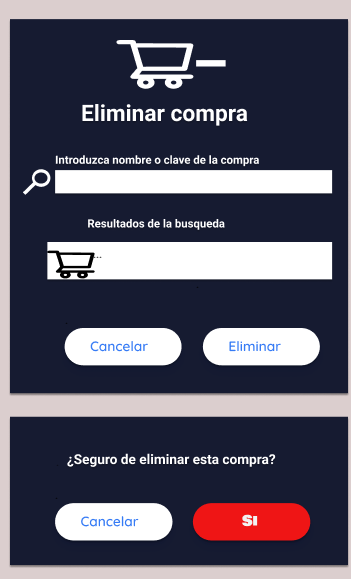 Eliminar compra
Introduzca nombre o clave de la compra
Resultados de la busqueda
...
Cancelar
Eliminar
¿Seguro de eliminar esta compra?
Cancelar
SI